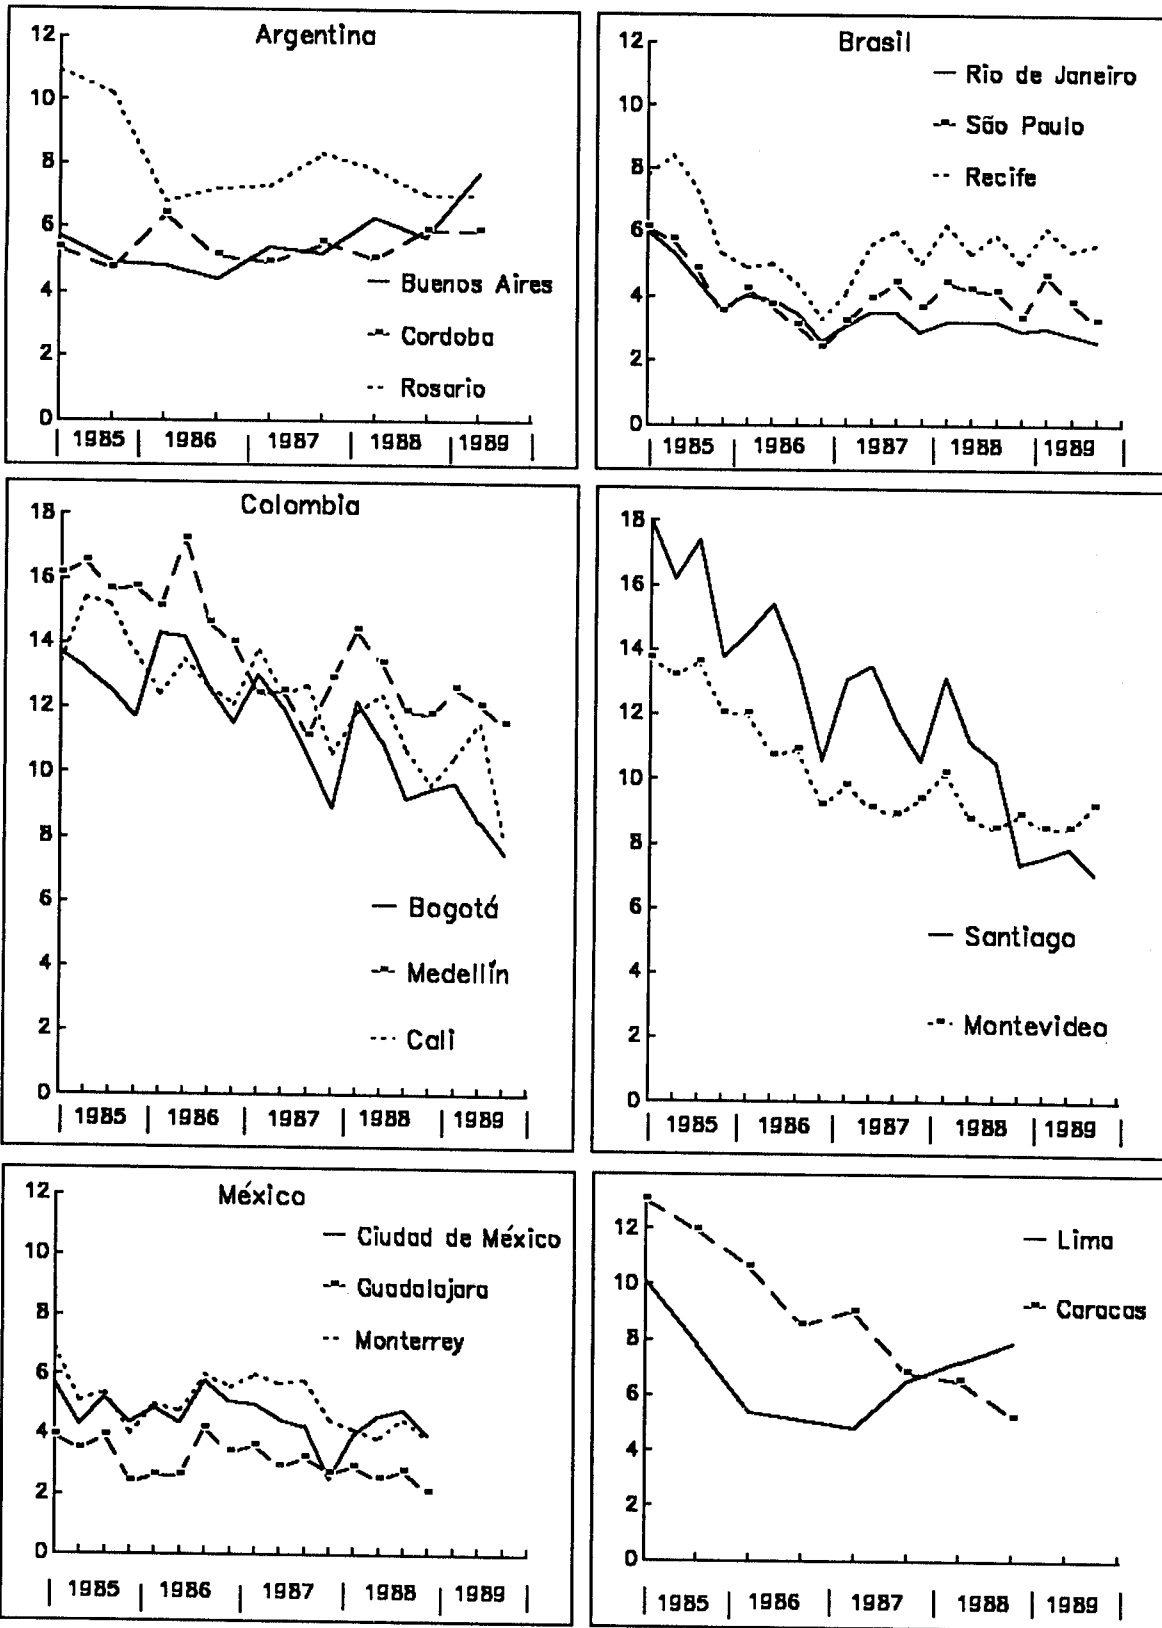 Argentina
12
10
8
6
4
2
0
Buenos Aires
Cordoba
Rosario
1985 1986 1987 1988 1989
Brasil
12
10
8
6
4
2
0
Rio de Janeiro
São Paulo
Recife
1985 1986 1987 1988 1989
Colombia
18
16
14
12
10
8
6
4
2
0
Bogotá
Medellín
Cali
1985 1986 1987 1988 1989
18
16
14
12
10
8
6
4
2
0
Santiago
Montevideo
1985 1986 1987 1988 1989
México
12
10
8
6
4
2
0
Ciudad de México
Guadalajara
Monterrey
1985 1986 1987 1988 1989
12
10
8
6
4
2
0
Lima
Caracas
1985 1986 1987 1988 1989